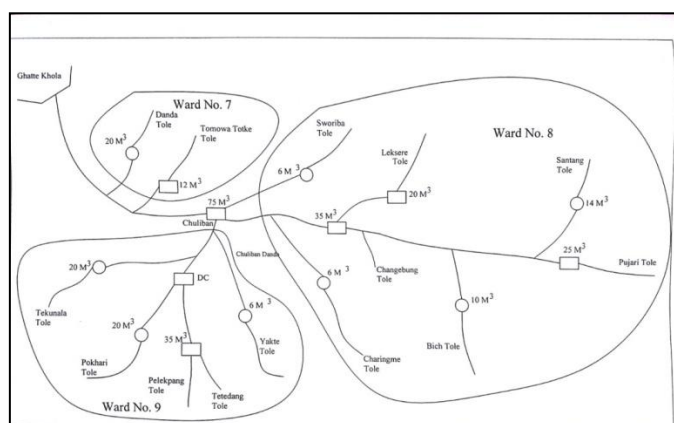 Ghatte Khola
Ward No. 7
Danda
Tole
Tomowa Totke
Tole
20 M³
12 M³
Ward No. 8
Sworiba
Tole
6 M³
Leksere
Tole
20 M³
Santang
Tole
14 M³
75 M³
Chuliban
35 M³
25 M³
Pujari Tole
Changebung
Tole
6 M³
10 M³
Bich Tole
Charingme
Tole
Chuliban Danda
20 M³
DC
Tekunala
Tole
20 M³
6 M³
35 M³
Yakte
Tole
Pokhari
Tole
Pelekpang
Tole
Tetedang
Tole
Ward No. 9